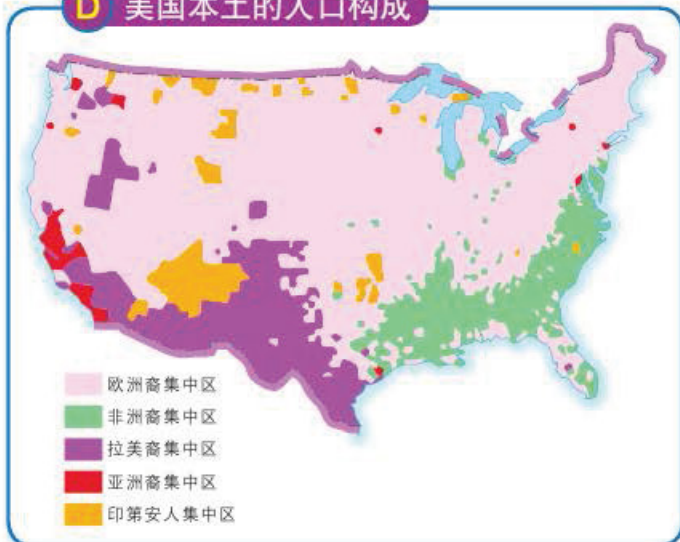 D 美国本土的人口构成
欧洲裔集中区
非洲裔集中区
拉美裔集中区
亚洲裔集中区
印第安人集中区